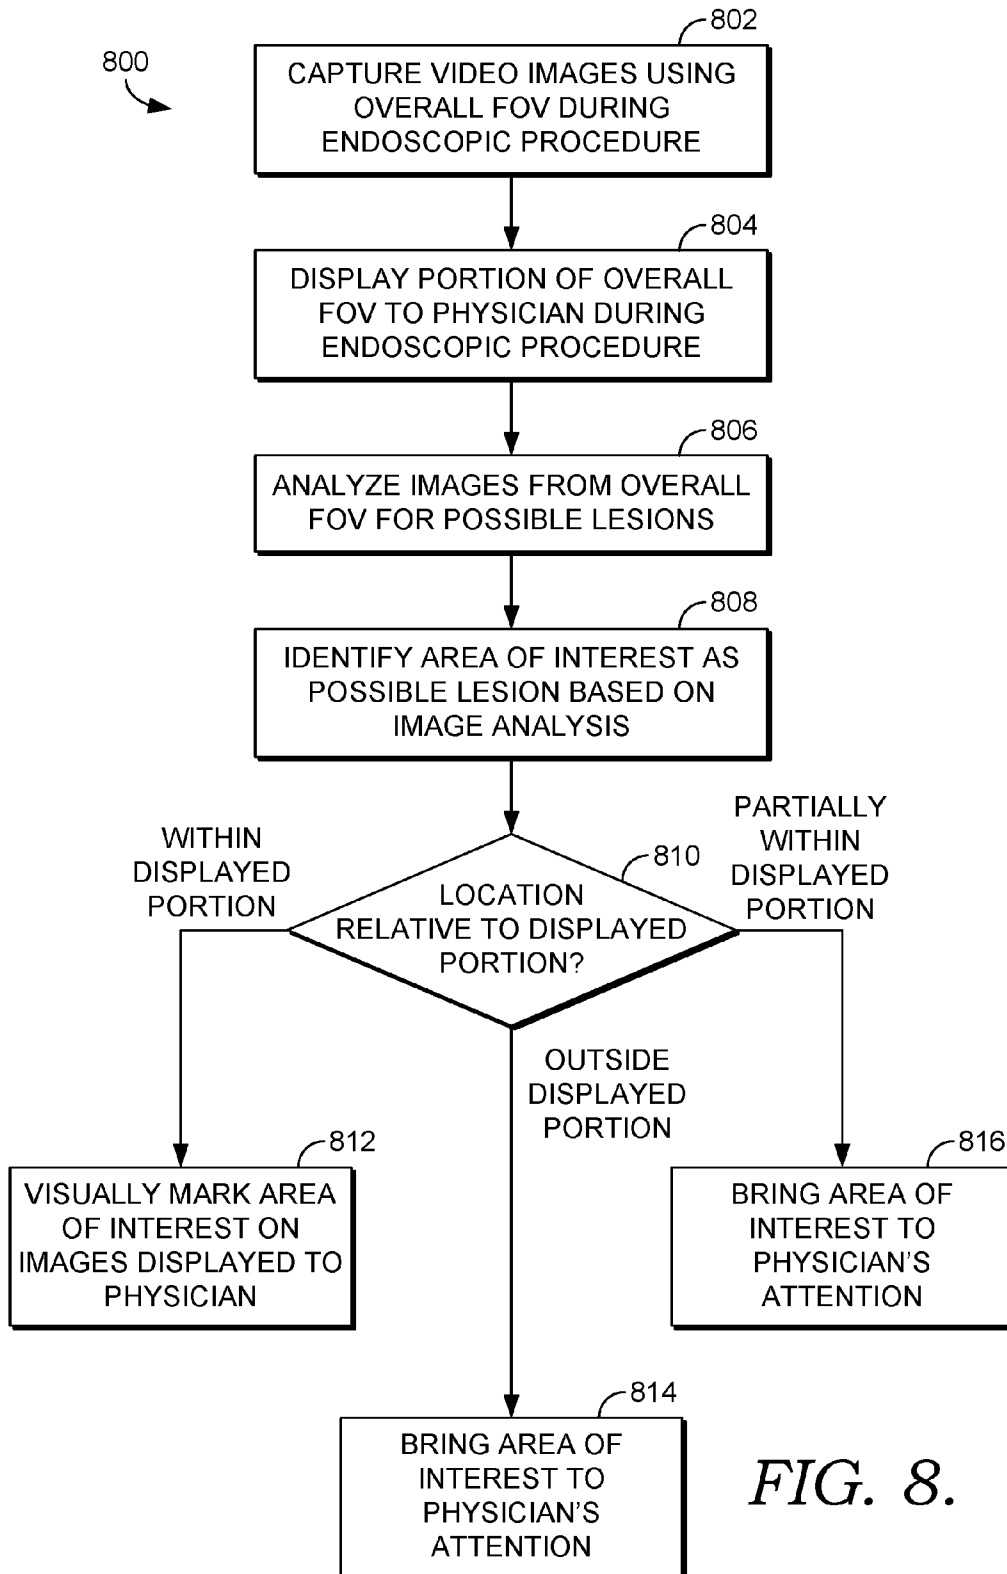 800
802
CAPTURE VIDEO IMAGES USING
OVERALL FOV DURING
ENDOSCOPIC PROCEDURE
804
DISPLAY PORTION OF OVERALL
FOV TO PHYSICIAN DURING
ENDOSCOPIC PROCEDURE
806
ANALYZE IMAGES FROM OVERALL
FOV FOR POSSIBLE LESIONS
808
IDENTIFY AREA OF INTEREST AS
POSSIBLE LESION BASED ON
IMAGE ANALYSIS
810
LOCATION
RELATIVE TO DISPLAYED
PORTION?
WITHIN
DISPLAYED
PORTION
PARTIALLY
WITHIN
DISPLAYED
PORTION
OUTSIDE
DISPLAYED
PORTION
812
VISUALLY MARK AREA
OF INTEREST ON
IMAGES DISPLAYED TO
PHYSICIAN
816
BRING AREA OF
INTEREST TO
PHYSICIAN'S
ATTENTION
814
BRING AREA OF
INTEREST TO
PHYSICIAN'S
ATTENTION
FIG. 8.